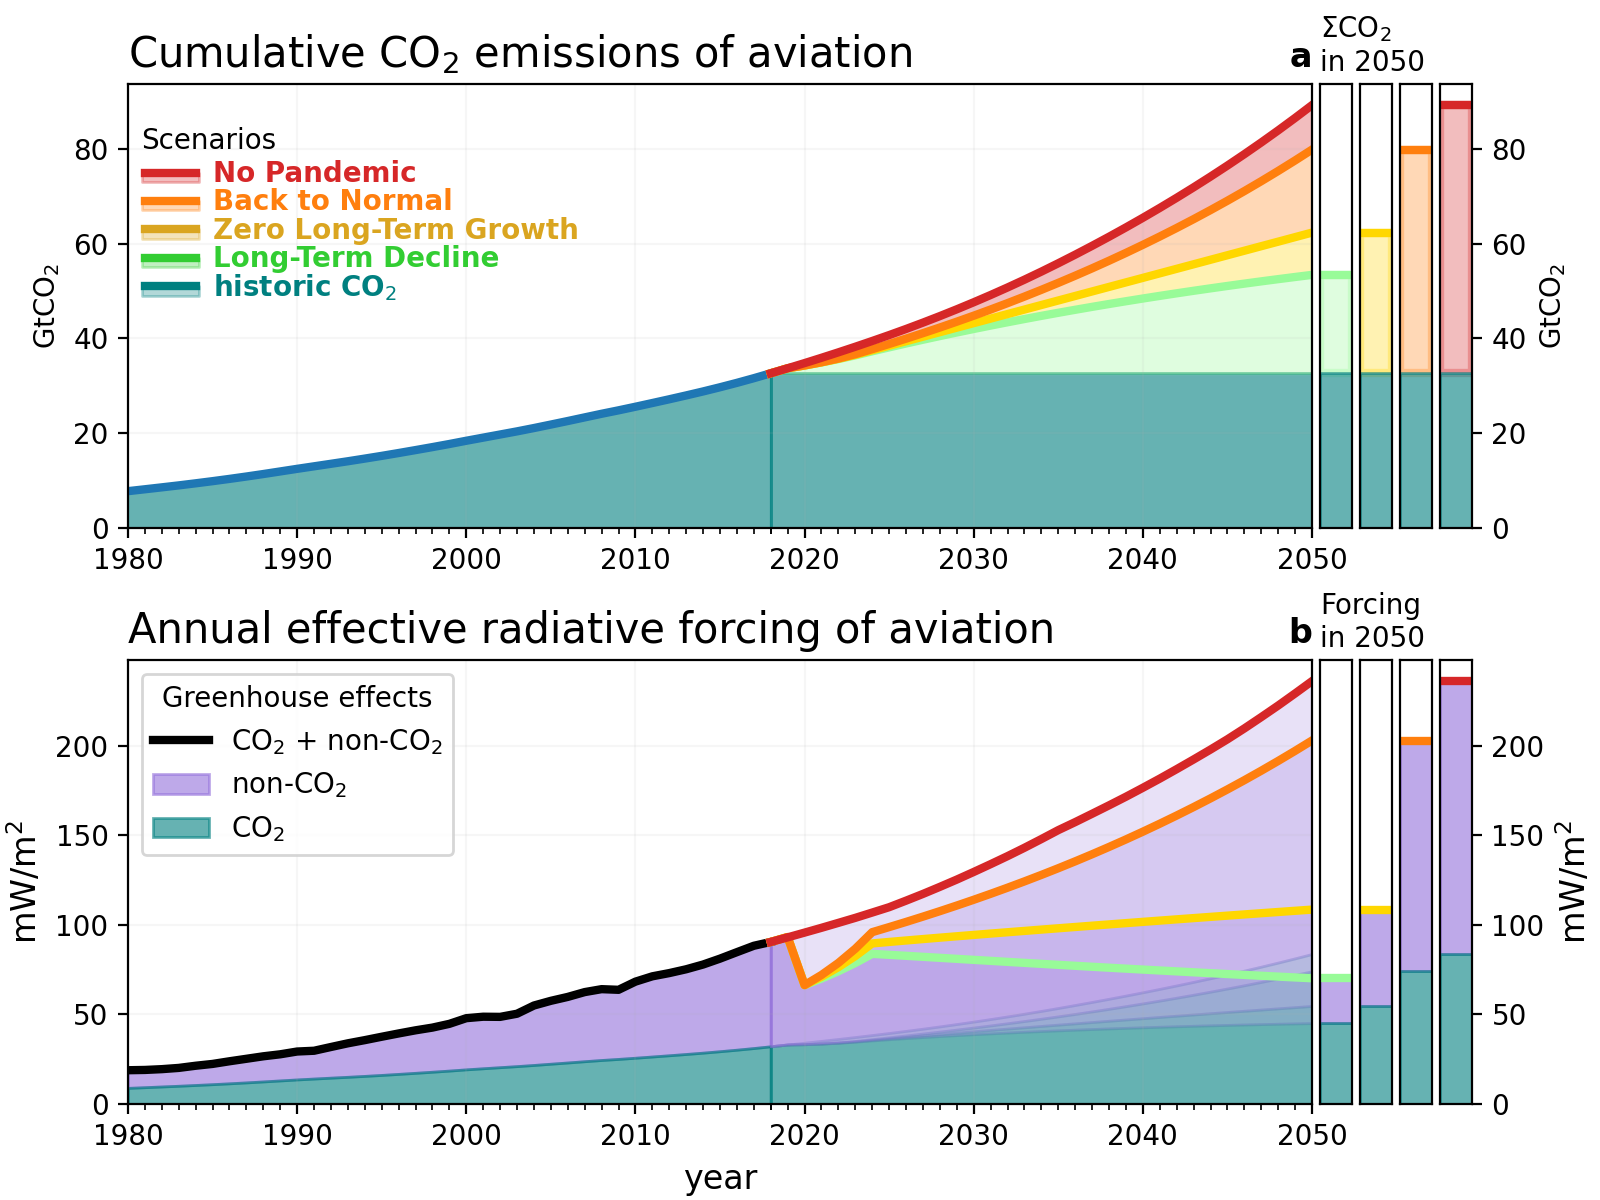 Cumulative CO₂ emissions of aviation
a
ΣCO₂
in 2050
Scenarios
No Pandemic
Back to Normal
Zero Long-Term Growth
Long-Term Decline
historic CO₂
GtCO₂
80
60
40
20
0
1980 1990 2000 2010 2020 2030 2040 2050
80
60
40
20
0
GtCO₂
Annual effective radiative forcing of aviation
b
Forcing
in 2050
Greenhouse effects
CO₂ + non-CO₂
non-CO₂
CO₂
mW/m²
200
150
100
50
0
1980 1990 2000 2010 2020 2030 2040 2050
year
200
150
100
50
0
mW/m²